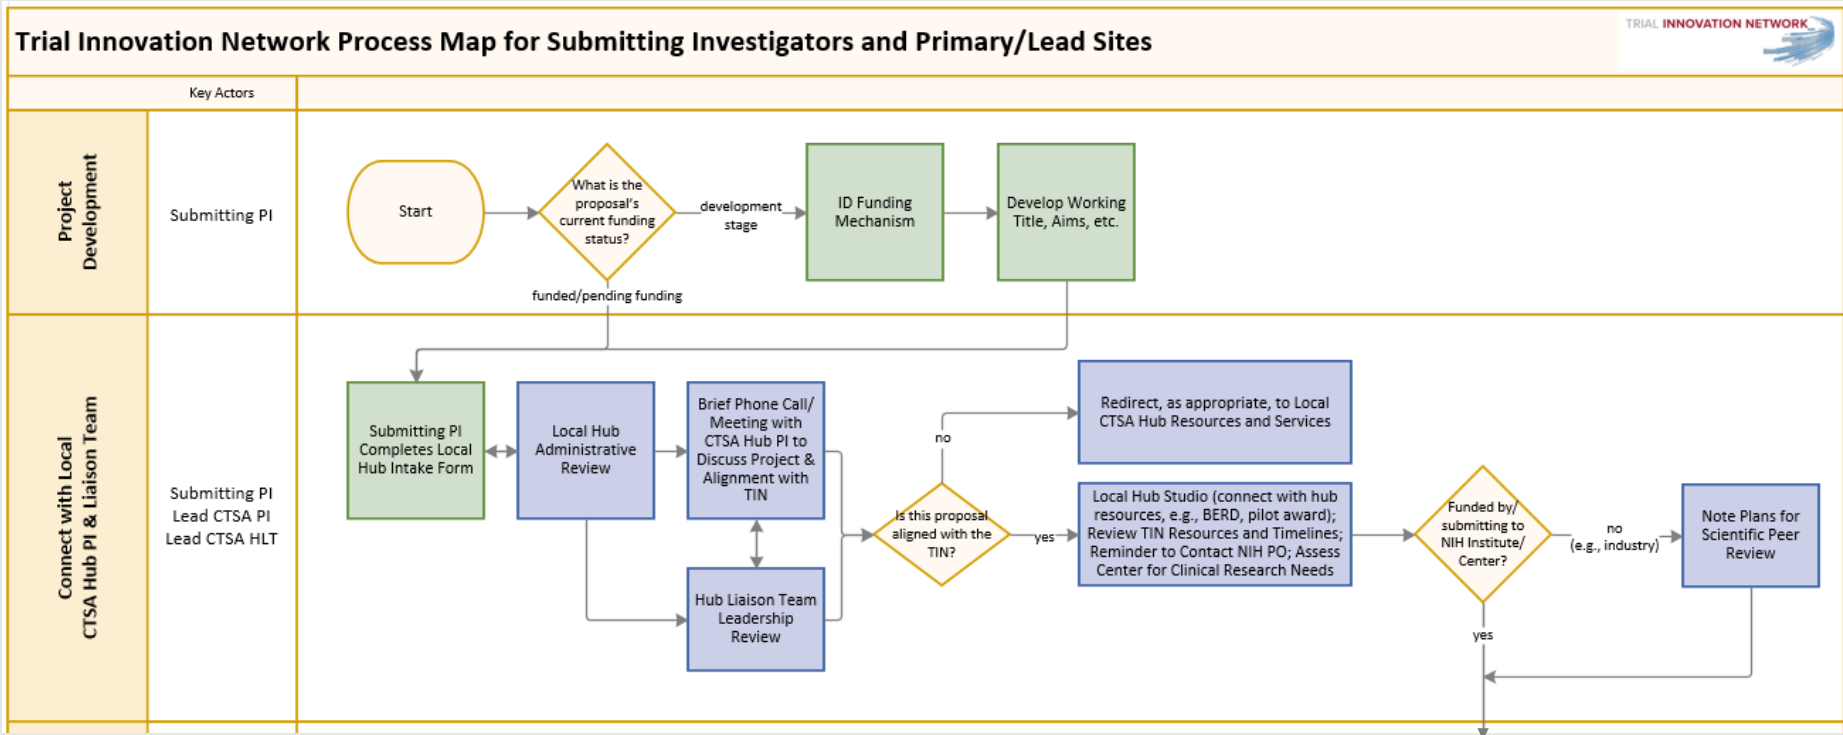 Trial Innovation Network Process Map for Submitting Investigators and Primary/Lead Sites
TRIAL INNOVATION NETWORK
Key Actors
Project
Development
Submitting PI
Start
What is the
proposal's
current funding
status?
development
stage
ID Funding
Mechanism
Develop Working
Title, Aims, etc.
funded/pending funding
Connect with Local
CTSA Hub PI & Liaison Team
Submitting PI
Lead CTSA PI
Lead CTSA HLT
Submitting PI
Completes Local
Hub Intake Form
Local Hub
Administrative
Review
Brief Phone Call/
Meeting with
CTSA Hub PI to
Discuss Project &
Alignment with
TIN
Hub Liaison Team
Leadership
Review
Is this proposal
aligned with the
TIN?
no
Redirect, as appropriate, to Local
CTSA Hub Resources and Services
yes
Local Hub Studio (connect with hub
resources, e.g., BERD, pilot award);
Review TIN Resources and Timelines;
Reminder to Contact NIH PO; Assess
Center for Clinical Research Needs
Funded by/
submitting to
NIH Institute/
Center?
no
(e.g., industry)
Note Plans for
Scientific Peer
Review
yes